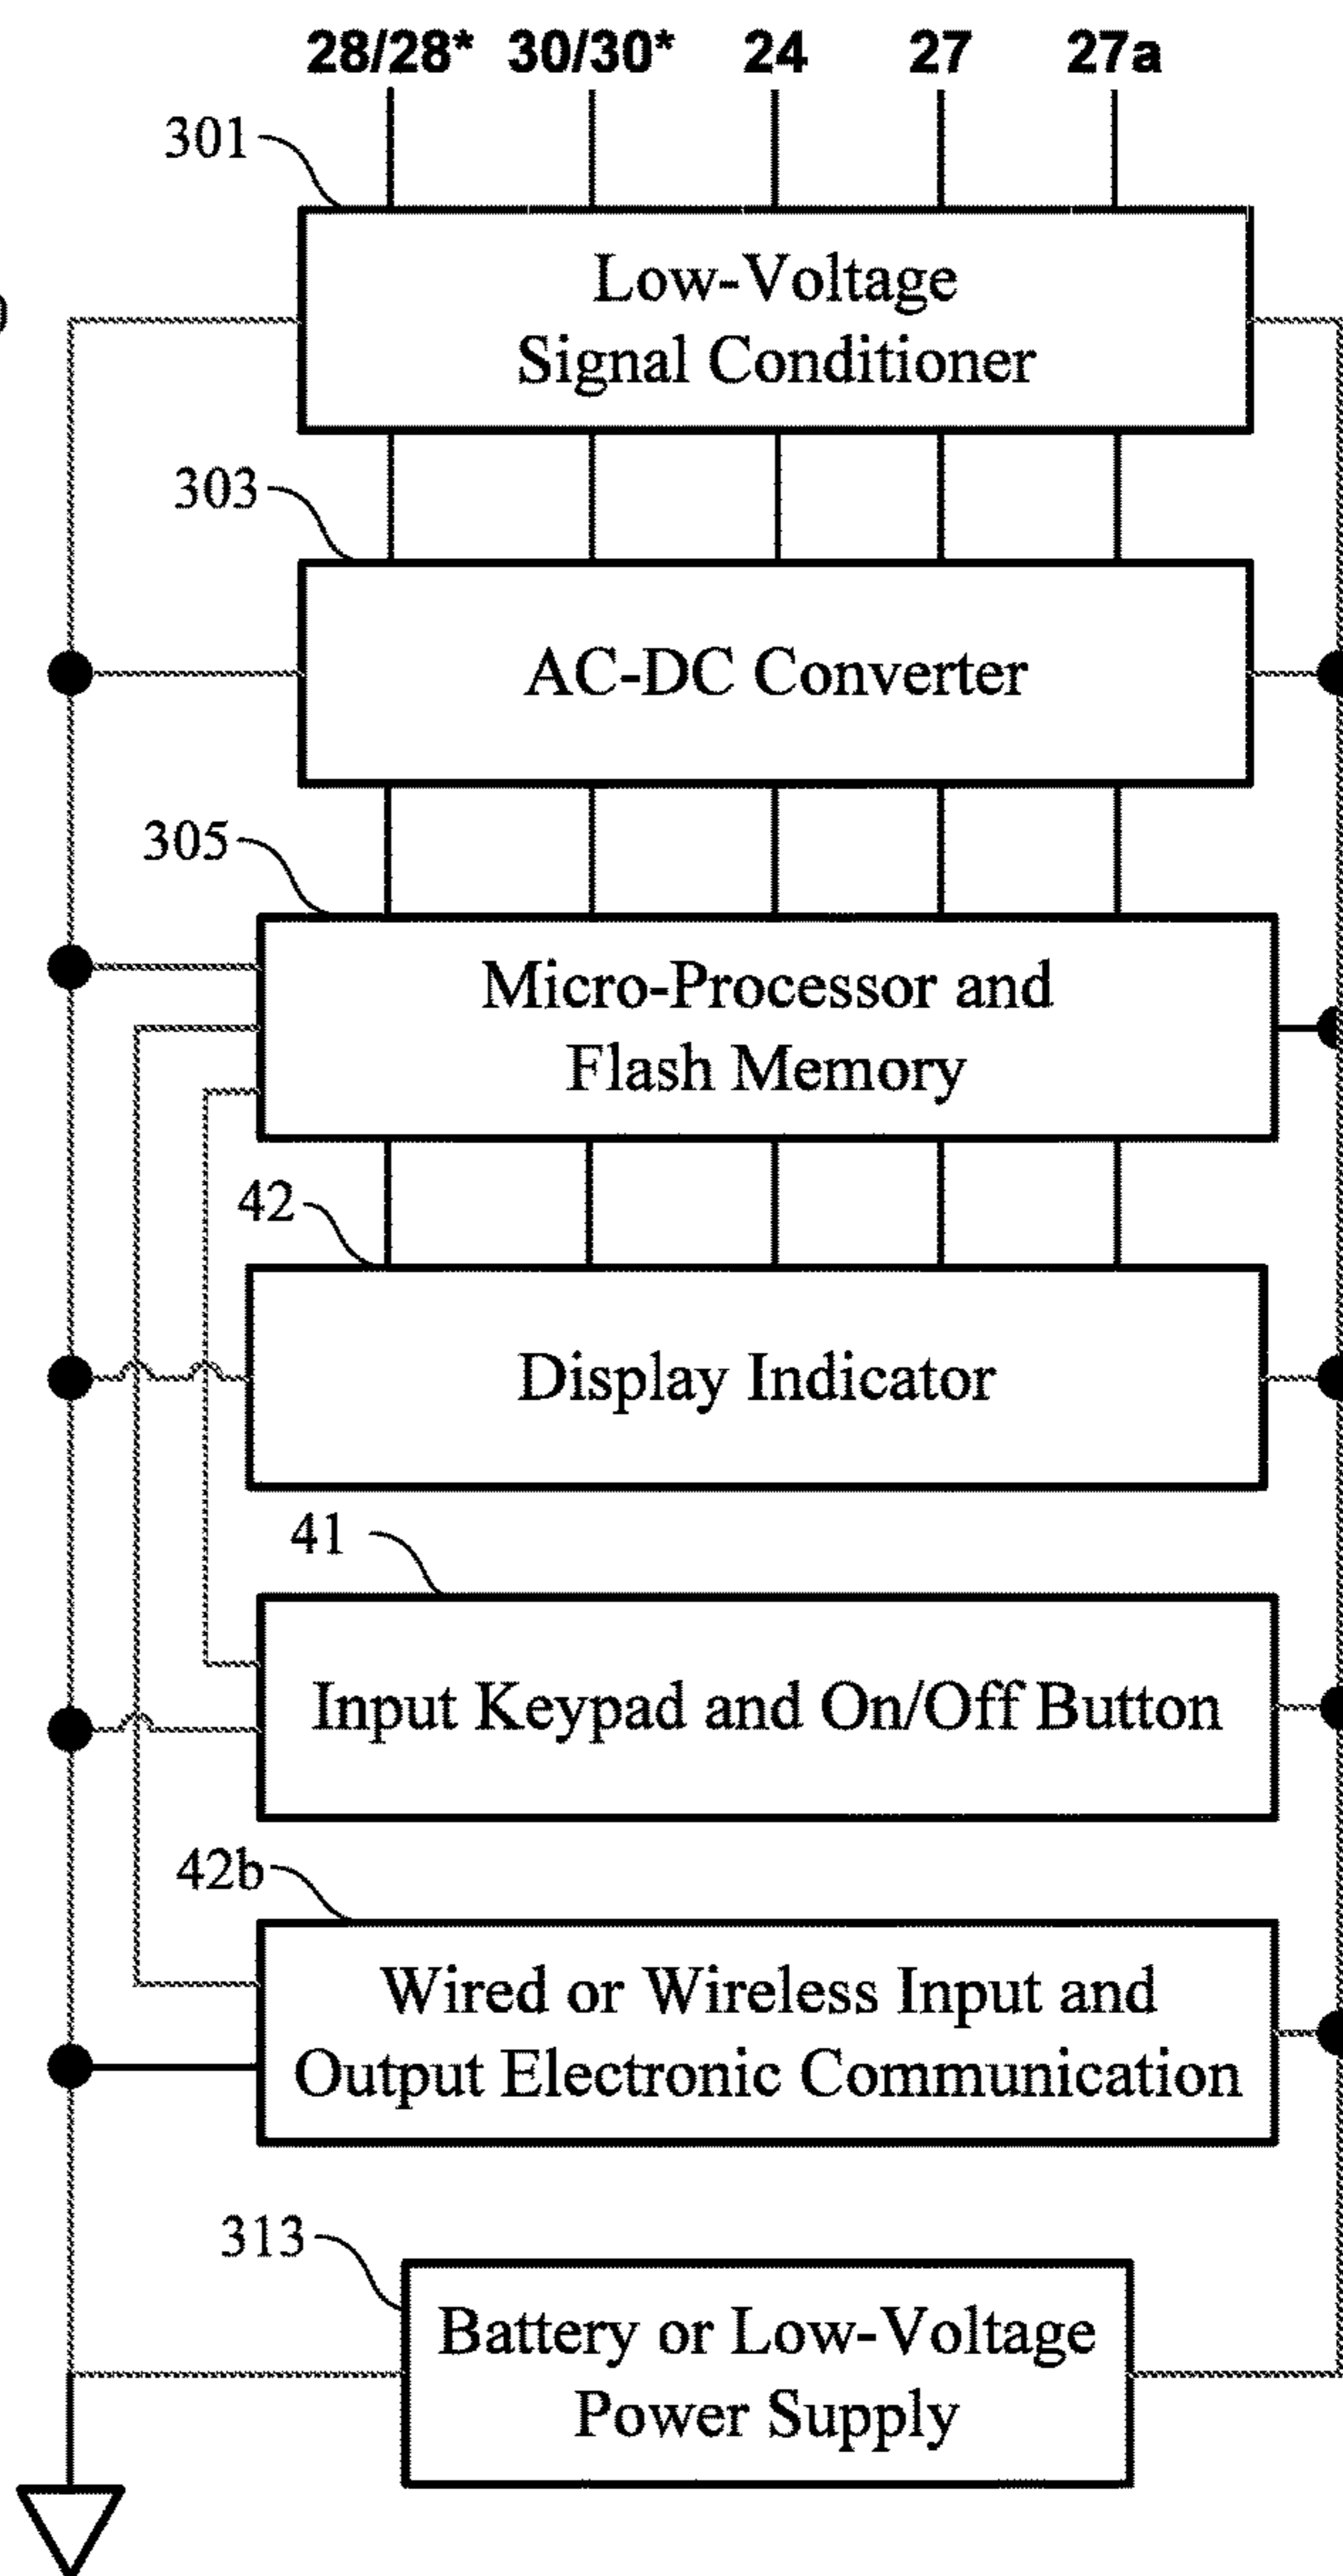 28/28* 30/30* 24 27 27a
301
Low-Voltage
Signal Conditioner
303
AC-DC Converter
305
Micro-Processor and
Flash Memory
42
Display Indicator
41
Input Keypad and On/Off Button
42b
Wired or Wireless Input and
Output Electronic Communication
313
Battery or Low-Voltage
Power Supply